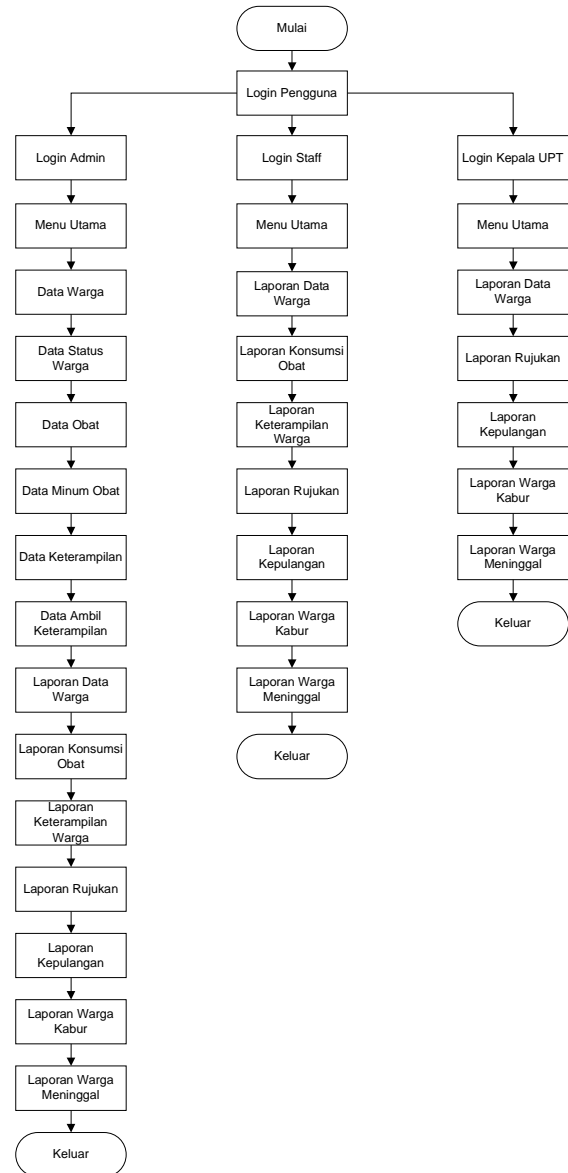 Mulai
Login Pengguna
Login Admin
Menu Utama
Data Warga
Data Status
Warga
Data Obat
Data Minum Obat
Data Keterampilan
Data Ambil
Keterampilan
Laporan Data
Warga
Laporan Konsumsi
Obat
Laporan
Keterampilan
Warga
Laporan Rujukan
Laporan
Kepulangan
Laporan Warga
Kabur
Laporan Warga
Meninggal
Keluar
Login Staff
Menu Utama
Laporan Data
Warga
Laporan Konsumsi
Obat
Laporan
Keterampilan
Warga
Laporan Rujukan
Laporan
Kepulangan
Laporan Warga
Kabur
Laporan Warga
Meninggal
Keluar
Login Kepala UPT
Menu Utama
Laporan Data
Warga
Laporan Rujukan
Laporan
Kepulangan
Laporan Warga
Kabur
Laporan Warga
Meninggal
Keluar